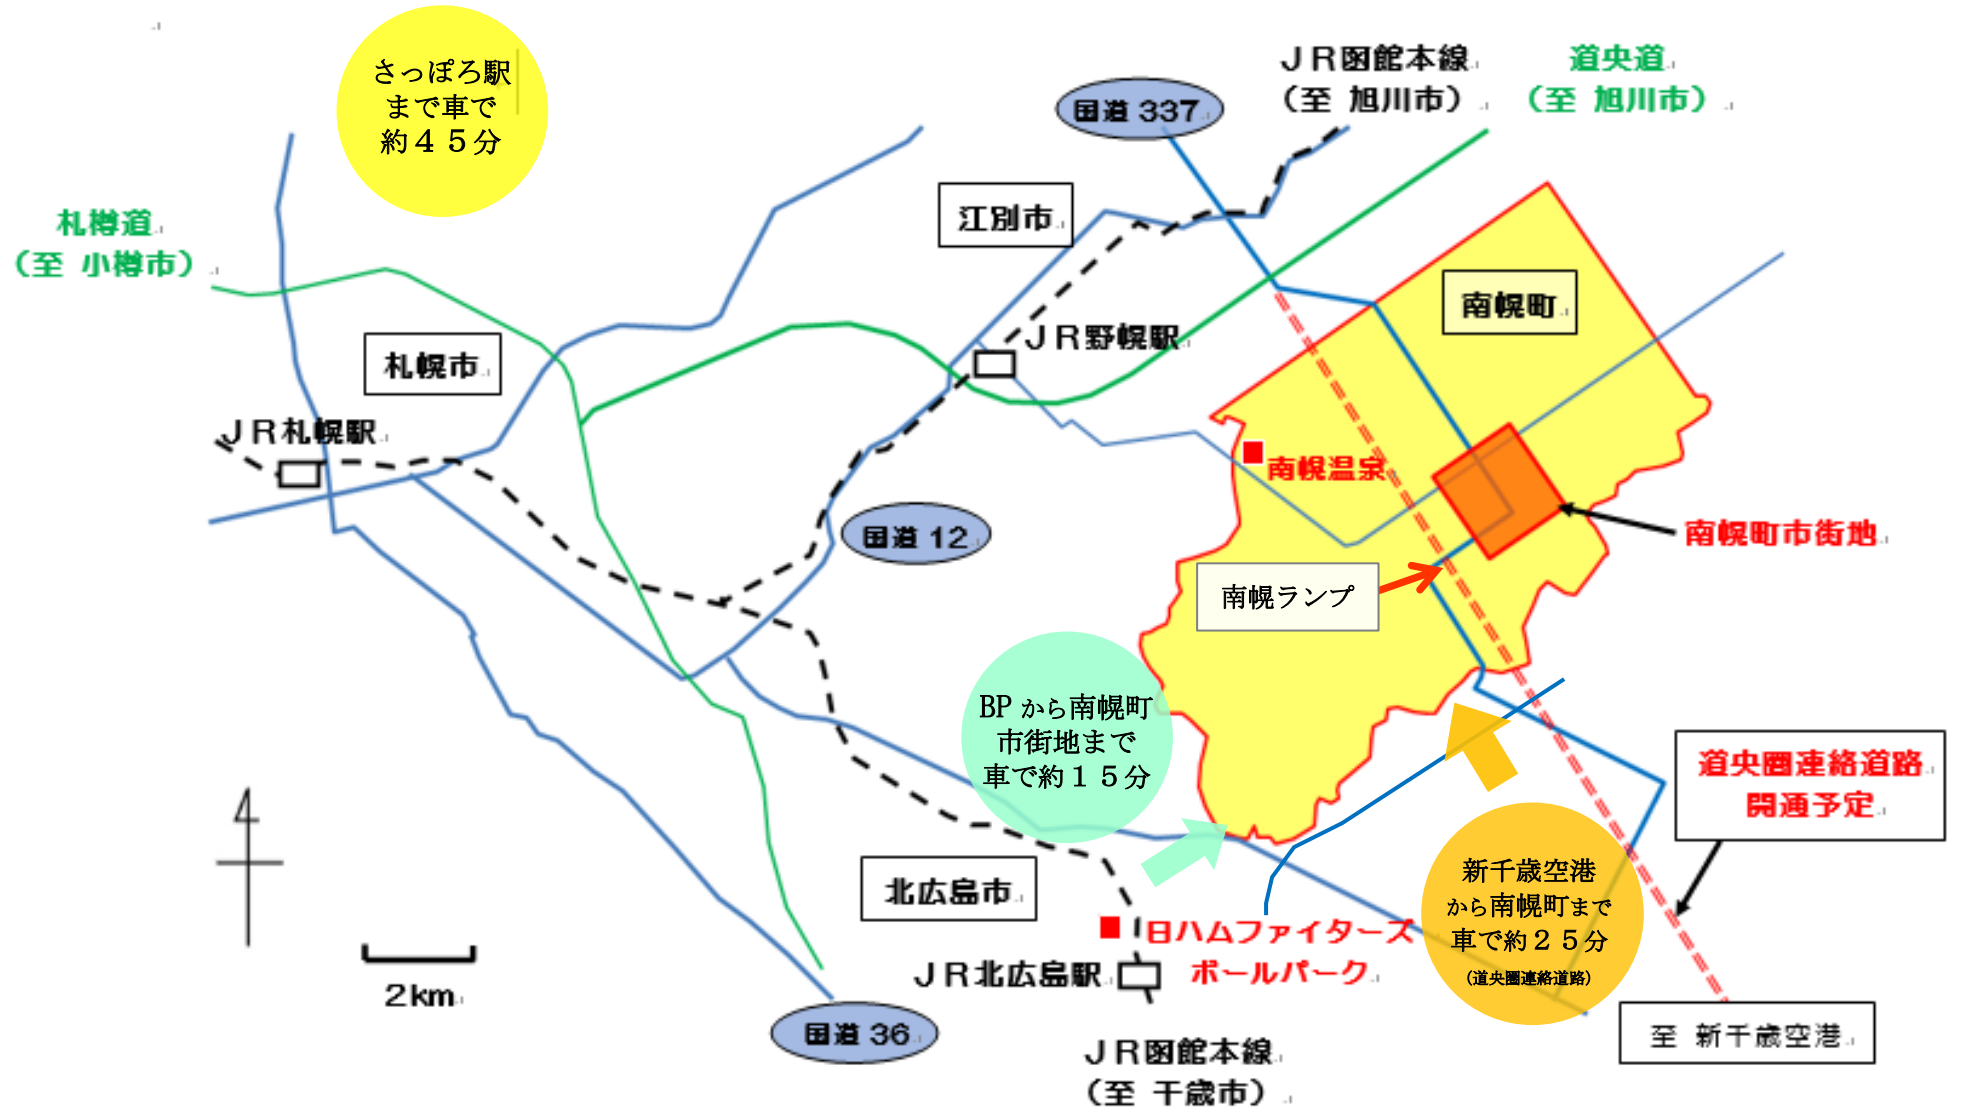 さっぽろ駅
まで車で
約４５分
ＪＲ函館本線
（至 旭川市）
道央道
（至 旭川市）
国道 337
札樽道
（至 小樽市）
江別市
南幌町
ＪＲ野幌駅
札幌市
ＪＲ札幌駅
南幌温泉
国道 12
南幌町市街地
南幌ランプ
BP から南幌町
市街地まで
車で約１５分
道央圏連絡道路
開通予定
新千歳空港
から南幌町まで
車で約２５分
（道央圏連絡道路）
北広島市
日ハムファイターズ
ボールパーク
ＪＲ北広島駅
2km
国道 36
至 新千歳空港
ＪＲ函館本線
（至 千歳市）